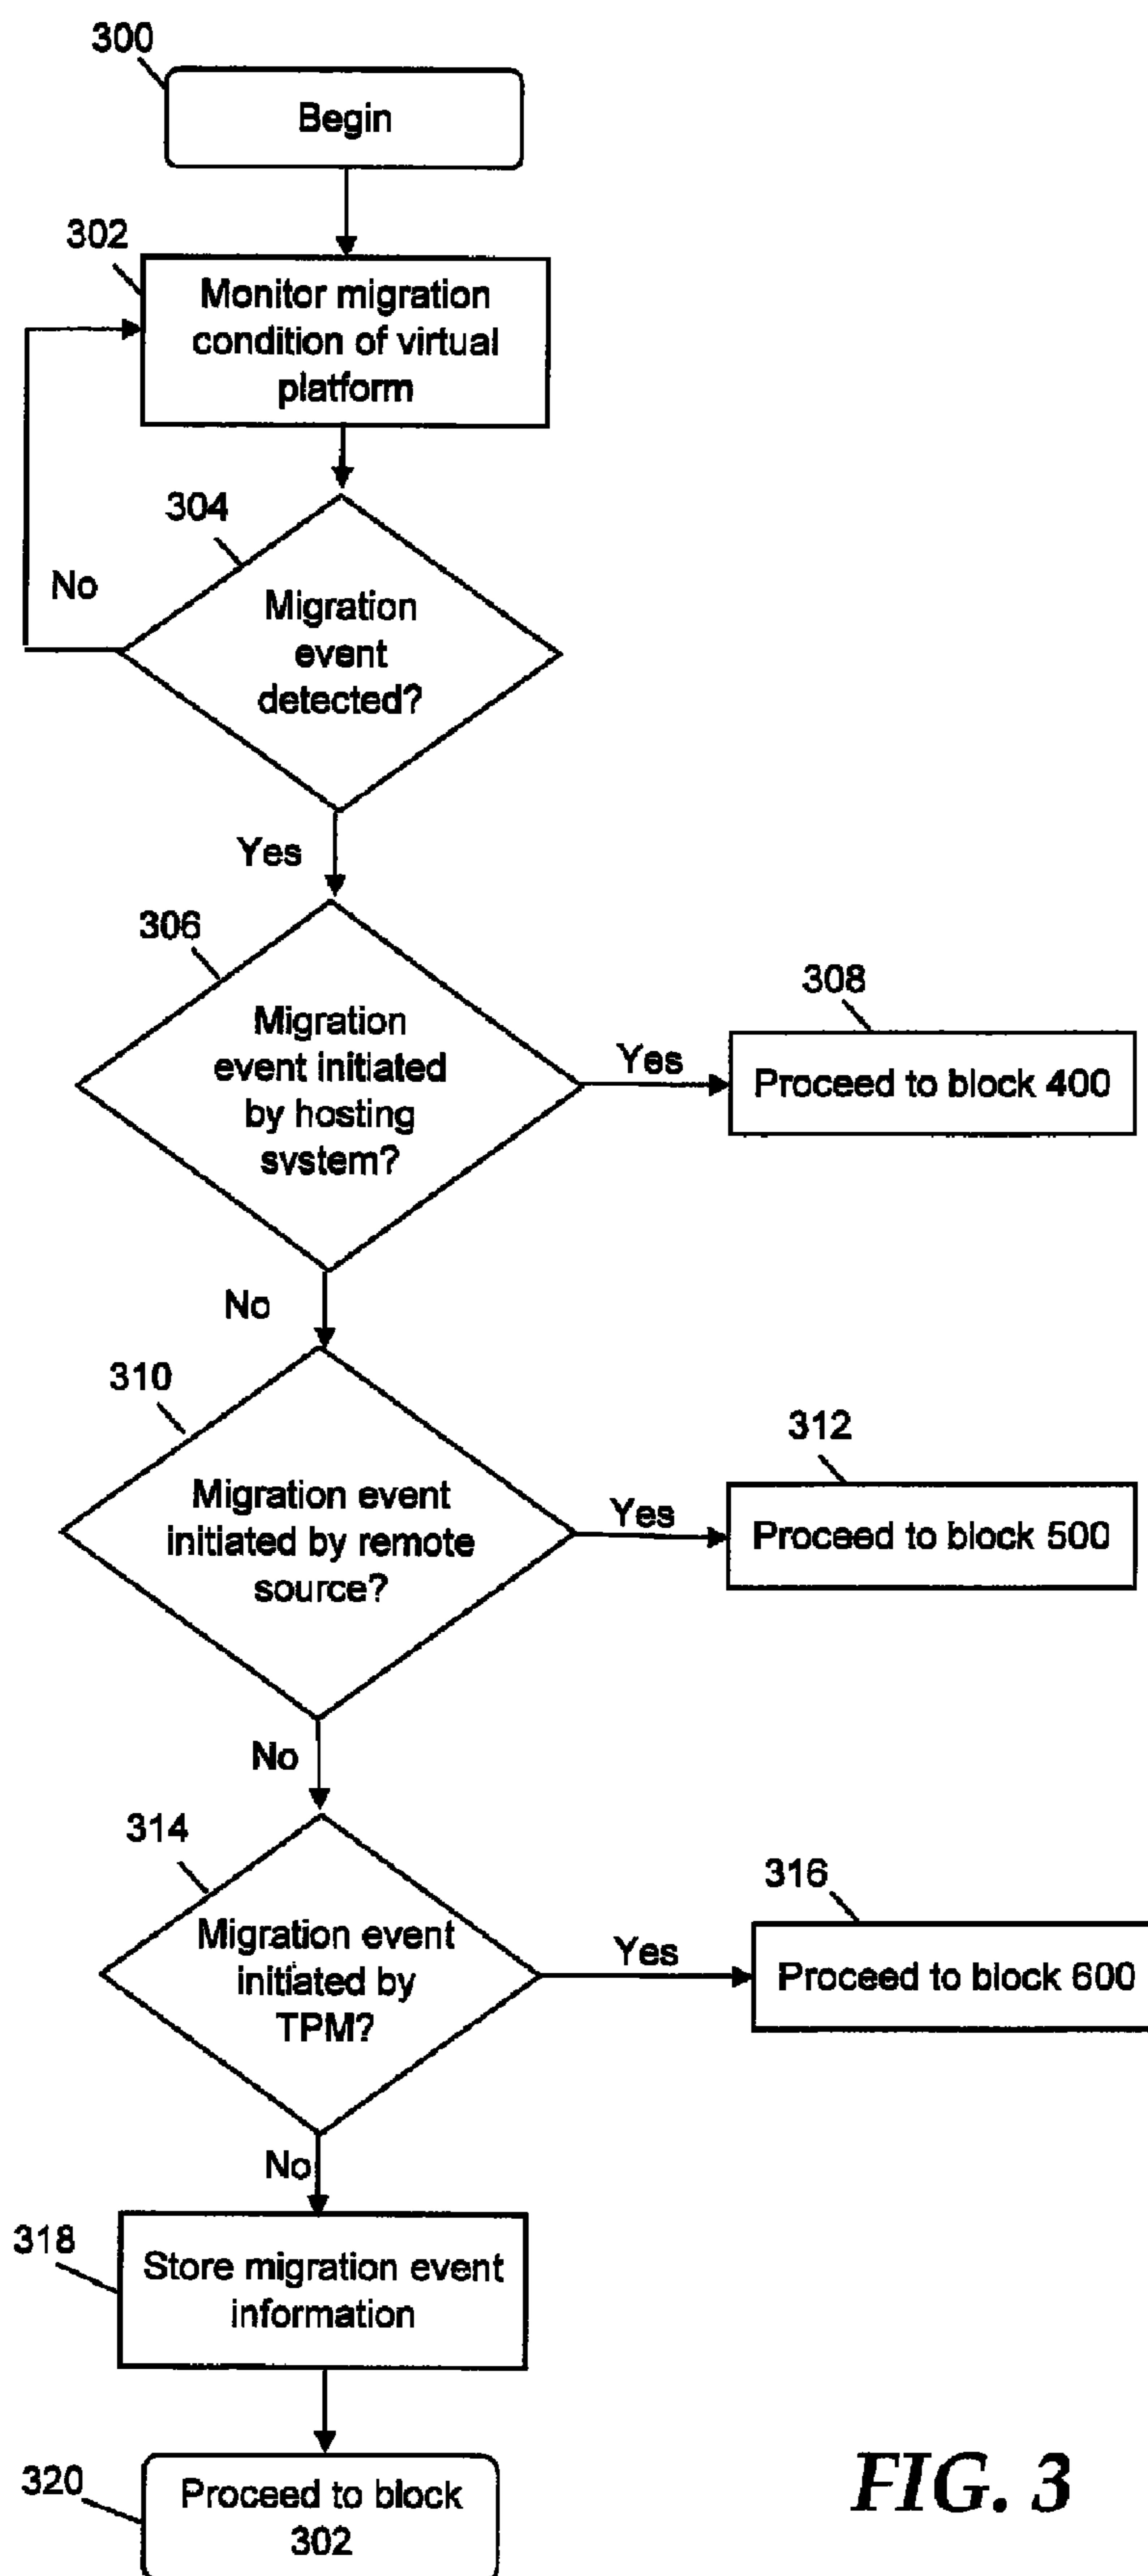 300
Begin
302
Monitor migration
condition of virtual
platform
304
No
Migration
event
detected?
Yes
306
Migration
event initiated
by hosting
system?
Yes
308
Proceed to block 400
No
310
Migration event
initiated by remote
source?
Yes
312
Proceed to block 500
No
314
Migration event
initiated by
TPM?
Yes
316
Proceed to block 600
No
318
Store migration event
information
320
Proceed to block
302
FIG. 3